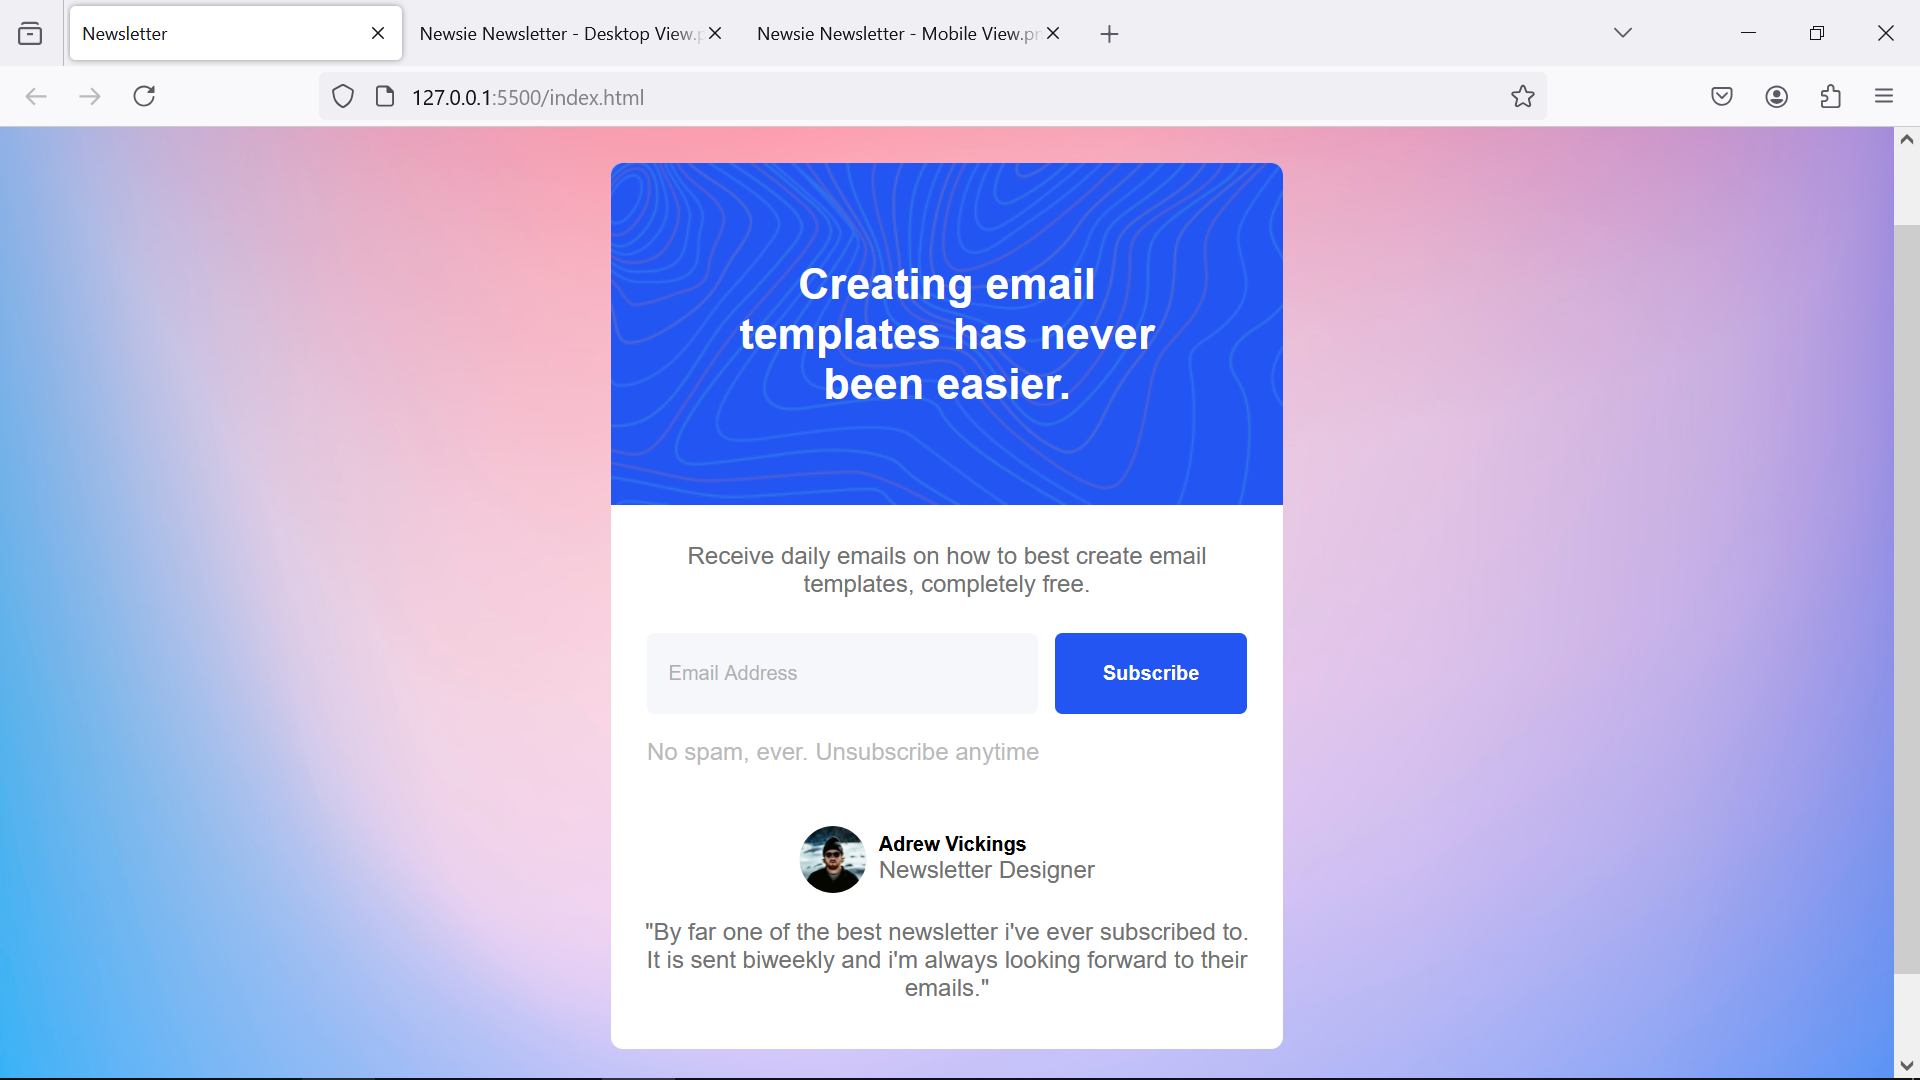 Newsletter
Newsie Newsletter - Desktop View.p
Newsie Newsletter - Mobile View.pn
127.0.0.1:5500/index.html
Creating email
templates has never
been easier.
Receive daily emails on how to best create email
templates, completely free.
Email Address
Subscribe
No spam, ever. Unsubscribe anytime
Adrew Vickings
Newsletter Designer
"By far one of the best newsletter i've ever subscribed to.
It is sent biweekly and i'm always looking forward to their
emails."